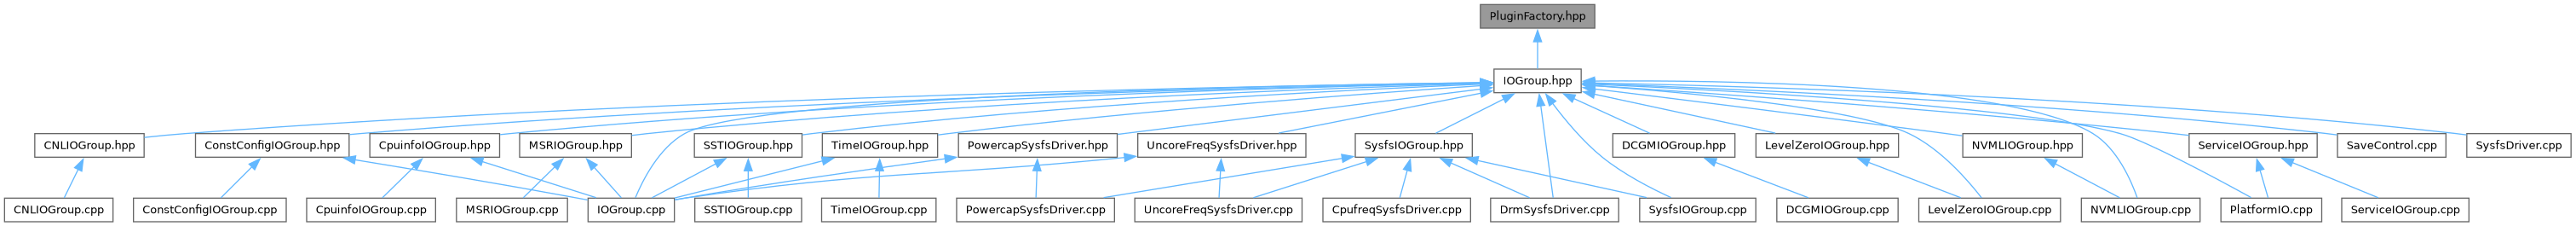 PluginFactory.hpp
IOGroup.hpp
CNLIOGroup.hpp
ConstConfigIOGroup.hpp
CpuinfoIOGroup.hpp
MSRIOGroup.hpp
SSTIOGroup.hpp
TimeIOGroup.hpp
PowercapSysfsDriver.hpp
UncoreFreqSysfsDriver.hpp
SysfsIOGroup.hpp
DCGMIOGroup.hpp
LevelZeroIOGroup.hpp
NVMLIOGroup.hpp
ServiceIOGroup.hpp
SaveControl.cpp
SysfsDriver.cpp
CNLIOGroup.cpp
ConstConfigIOGroup.cpp
CpuinfoIOGroup.cpp
MSRIOGroup.cpp
IOGroup.cpp
SSTIOGroup.cpp
TimeIOGroup.cpp
PowercapSysfsDriver.cpp
UncoreFreqSysfsDriver.cpp
CpufreqSysfsDriver.cpp
DrmSysfsDriver.cpp
SysfsIOGroup.cpp
DCGMIOGroup.cpp
LevelZeroIOGroup.cpp
NVMLIOGroup.cpp
PlatformIO.cpp
ServiceIOGroup.cpp